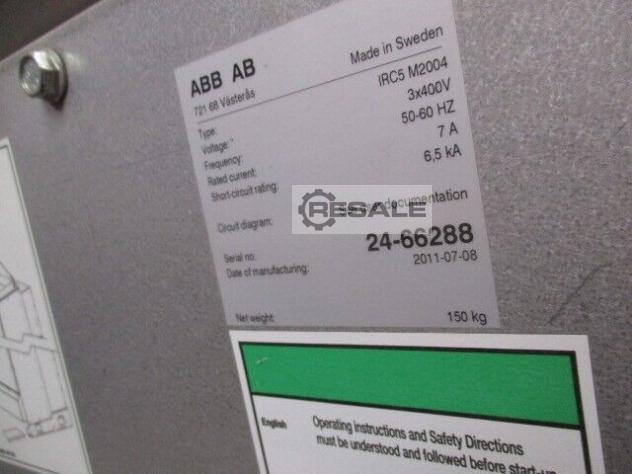 ABB AB
Made in Sweden
721 68 Västerås
Type: IRC5 M2004
Voltage: 3x400V
Frequency: 50-60 HZ
Rated current: 7 A
Short-circuit rating: 6,5 kA
Circuit diagram: documentation
RESALE
Serial no: 24-66288
Date of manufacturing: 2011-07-08
Net weight: 150 kg
English
Operating instructions and Safety Directions
must be understood and followed before start-up